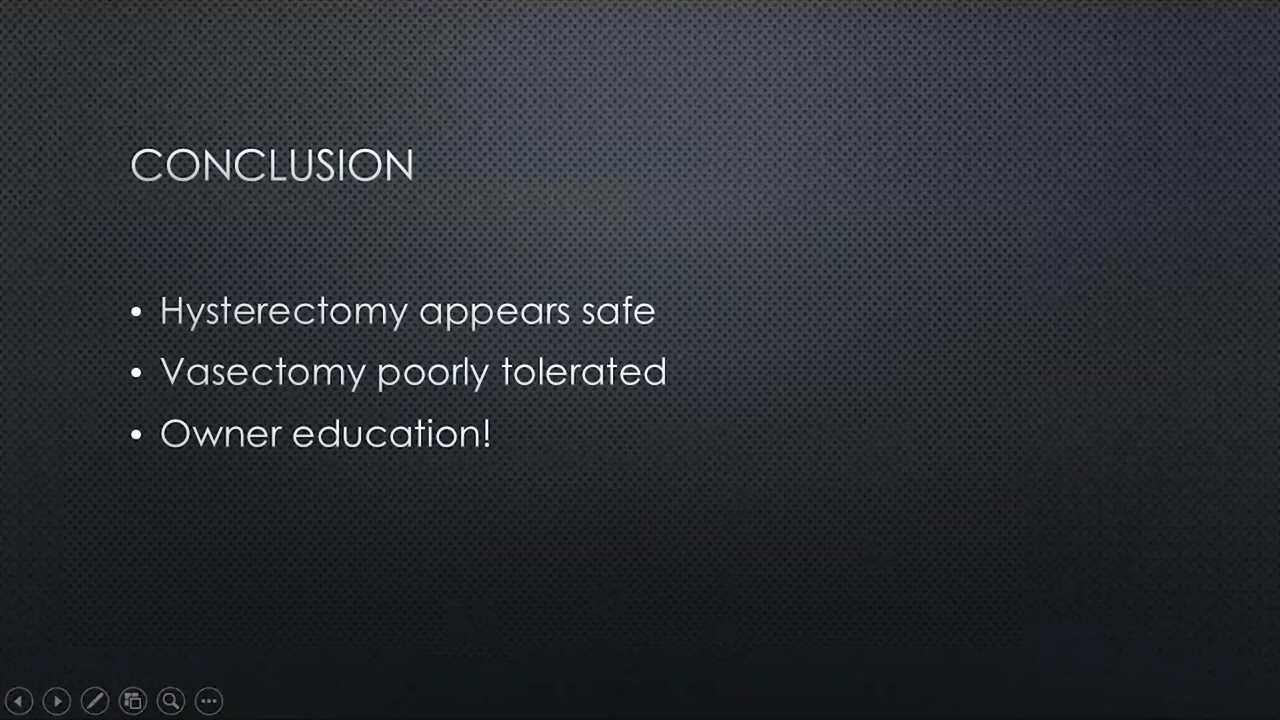 CONCLUSION
• Hysterectomy appears safe
• Vasectomy poorly tolerated
• Owner education!